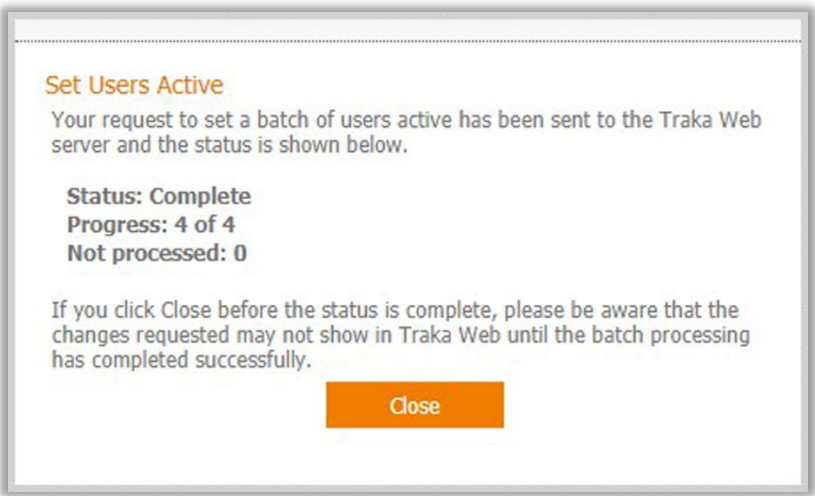 Set Users Active
Your request to set a batch of users active has been sent to the Traka Web
server and the status is shown below.
Status: Complete
Progress: 4 of 4
Not processed: 0
If you click Close before the status is complete, please be aware that the
changes requested may not show in Traka Web until the batch processing
has completed successfully.
Close